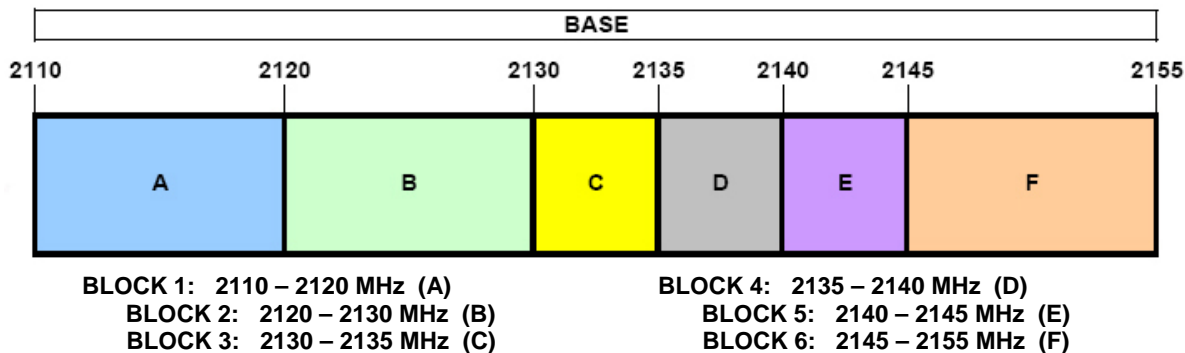 BASE
2110 2120 2130 2135 2140 2145 2155
A B C D E F
BLOCK 1: 2110 – 2120 MHz (A)
BLOCK 2: 2120 – 2130 MHz (B)
BLOCK 3: 2130 – 2135 MHz (C)
BLOCK 4: 2135 – 2140 MHz (D)
BLOCK 5: 2140 – 2145 MHz (E)
BLOCK 6: 2145 – 2155 MHz (F)